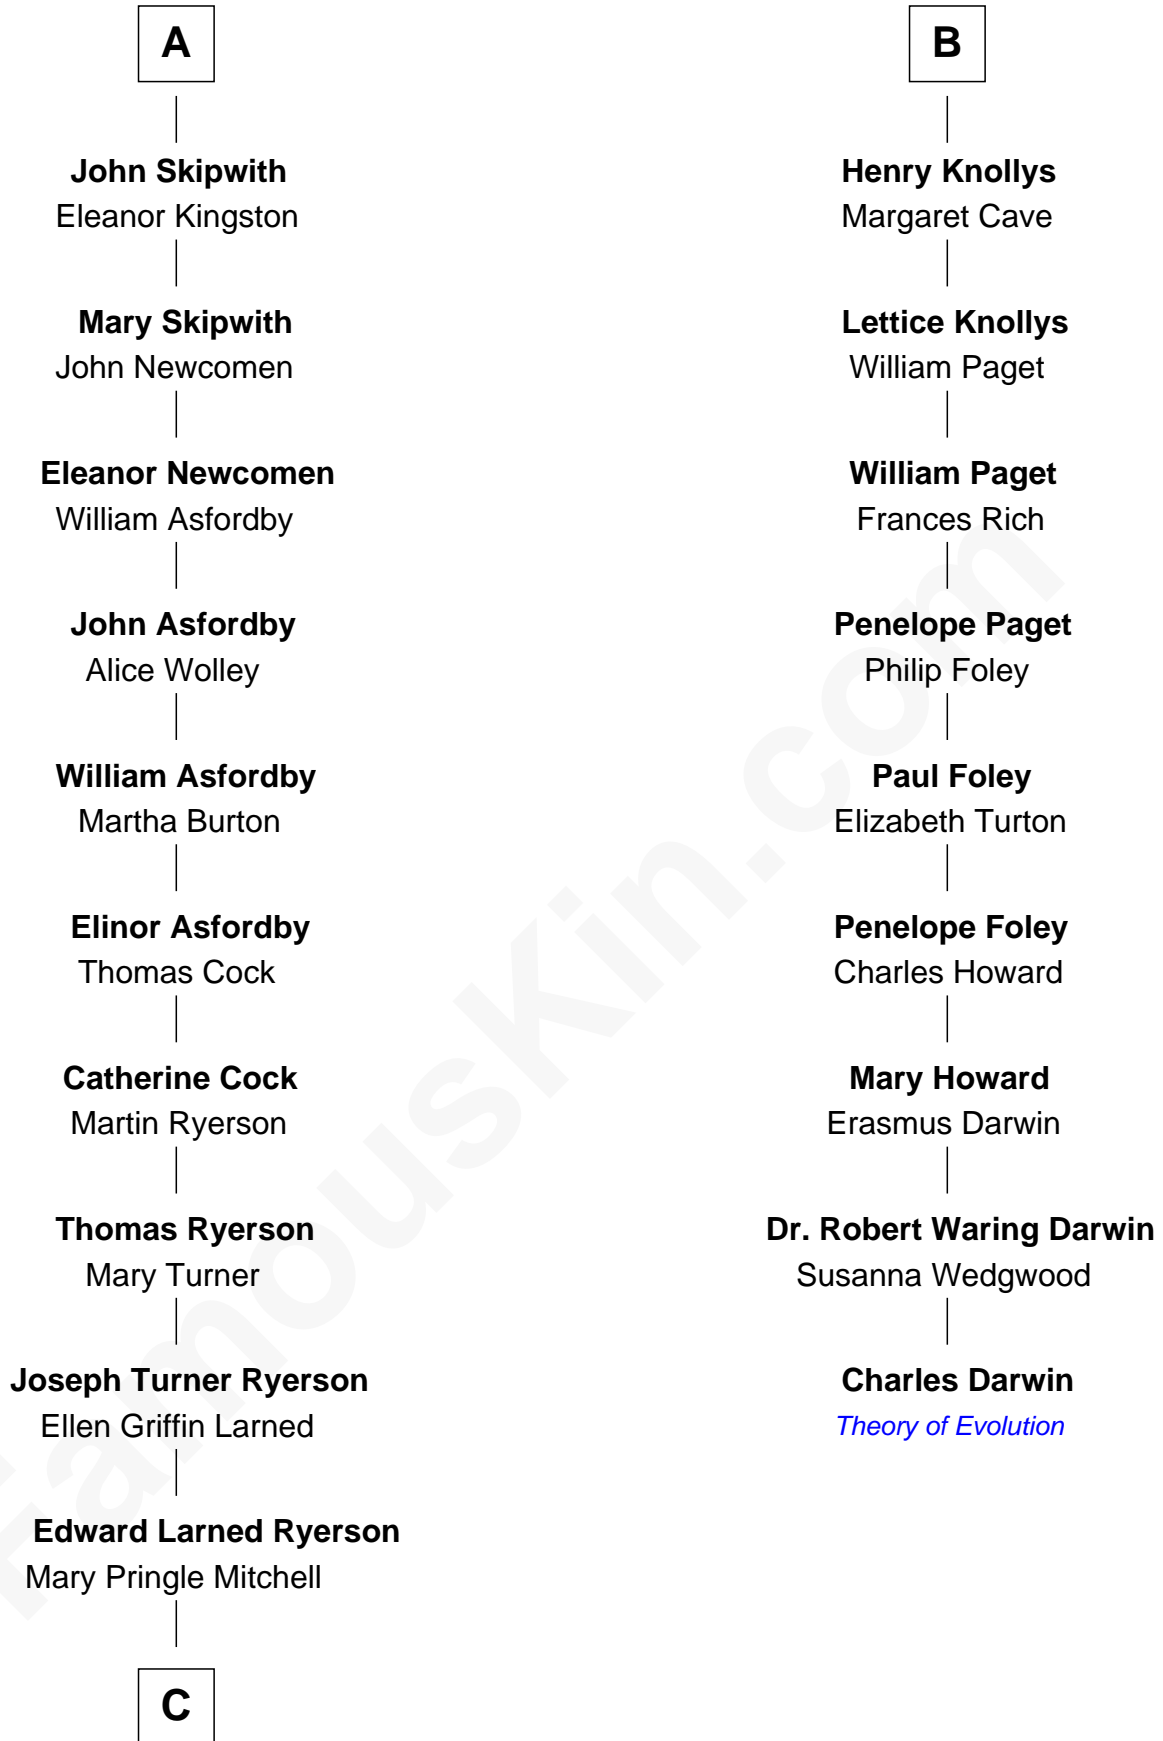 A
John Skipwith
Eleanor Kingston
Mary Skipwith
John Newcomen
Eleanor Newcomen
William Asfordby
John Asfordby
Alice Wolley
William Asfordby
Martha Burton
Elinor Asfordby
Thomas Cock
Catherine Cock
Martin Ryerson
Thomas Ryerson
Mary Turner
Joseph Turner Ryerson
Ellen Griffin Larned
Edward Larned Ryerson
Mary Pringle Mitchell
C
B
Henry Knollys
Margaret Cave
Lettice Knollys
William Paget
William Paget
Frances Rich
Penelope Paget
Philip Foley
Paul Foley
Elizabeth Turton
Penelope Foley
Charles Howard
Mary Howard
Erasmus Darwin
Dr. Robert Waring Darwin
Susanna Wedgwood
Charles Darwin
Theory of Evolution
FamousKin.com